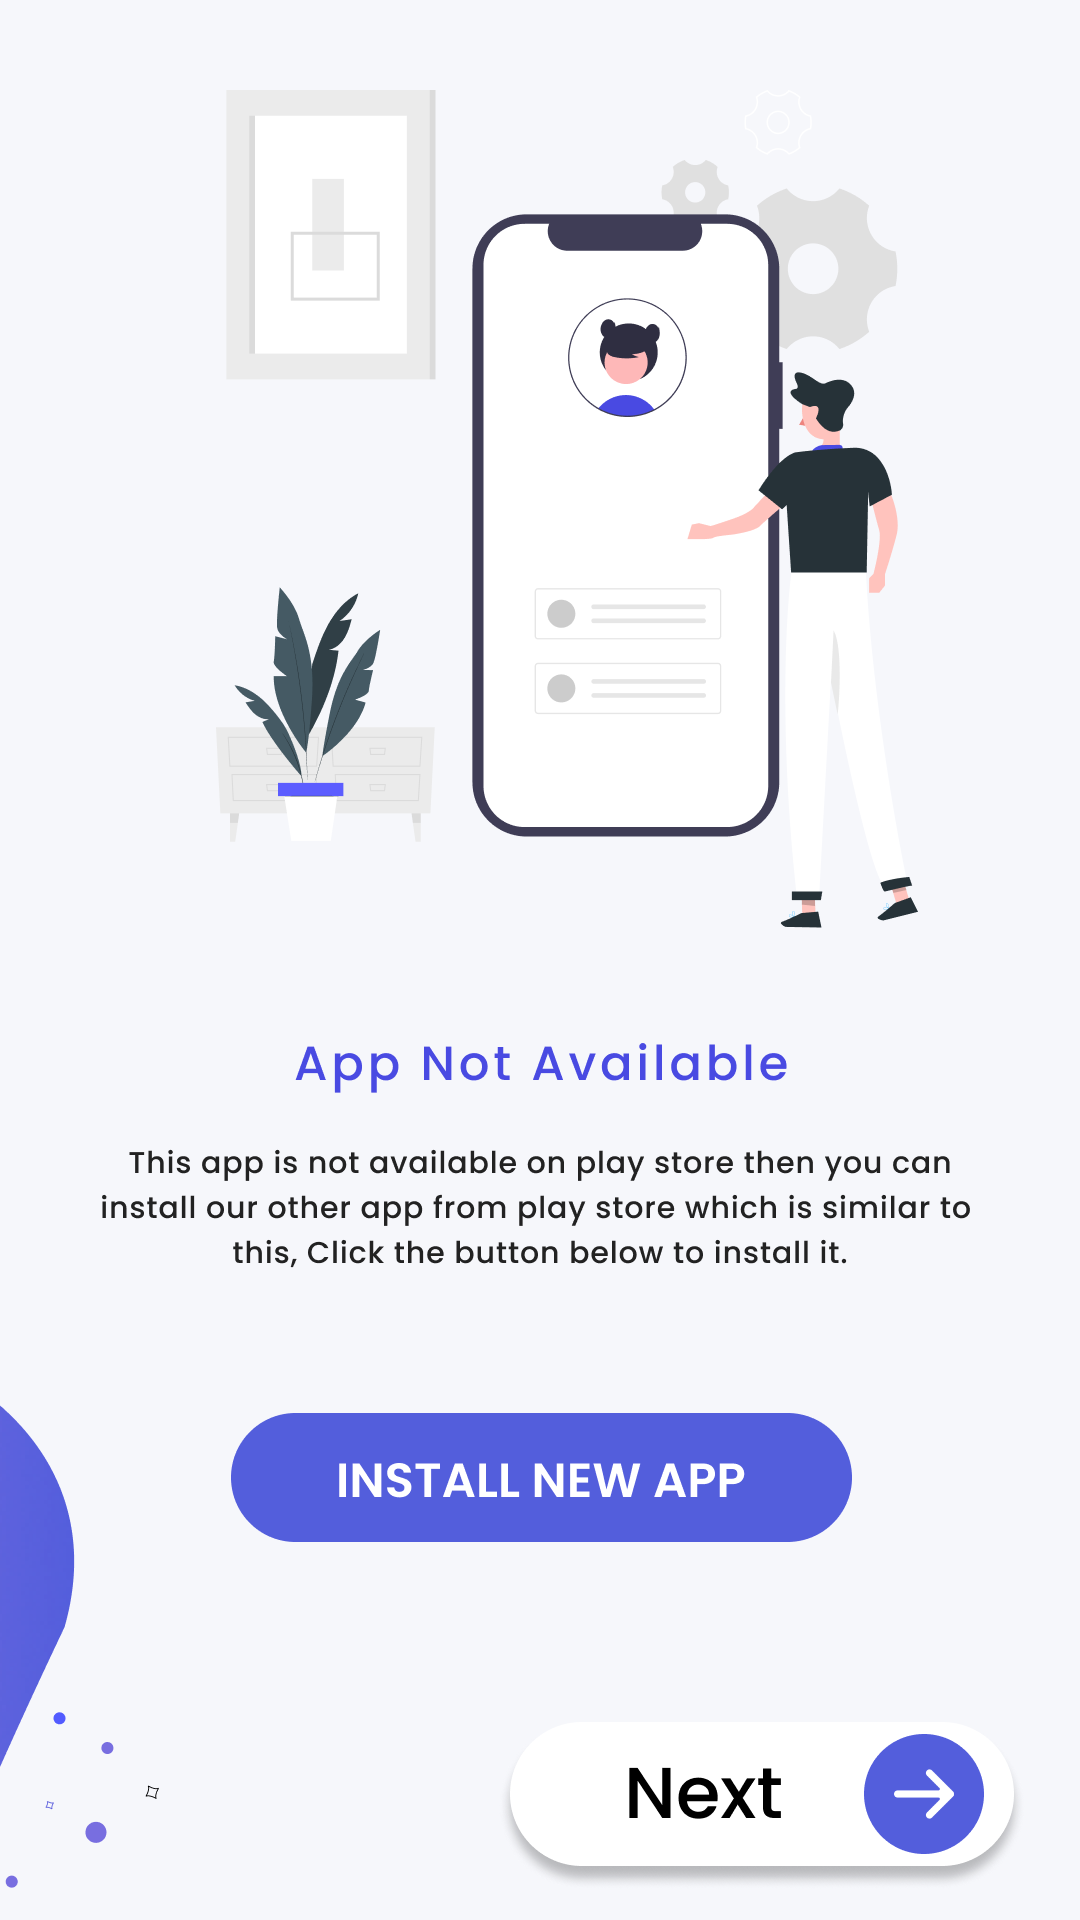 App Not Available
This app is not available on play store then you can
install our other app from play store which is similar to
this, Click the button below to install it.
INSTALL NEW APP
Next